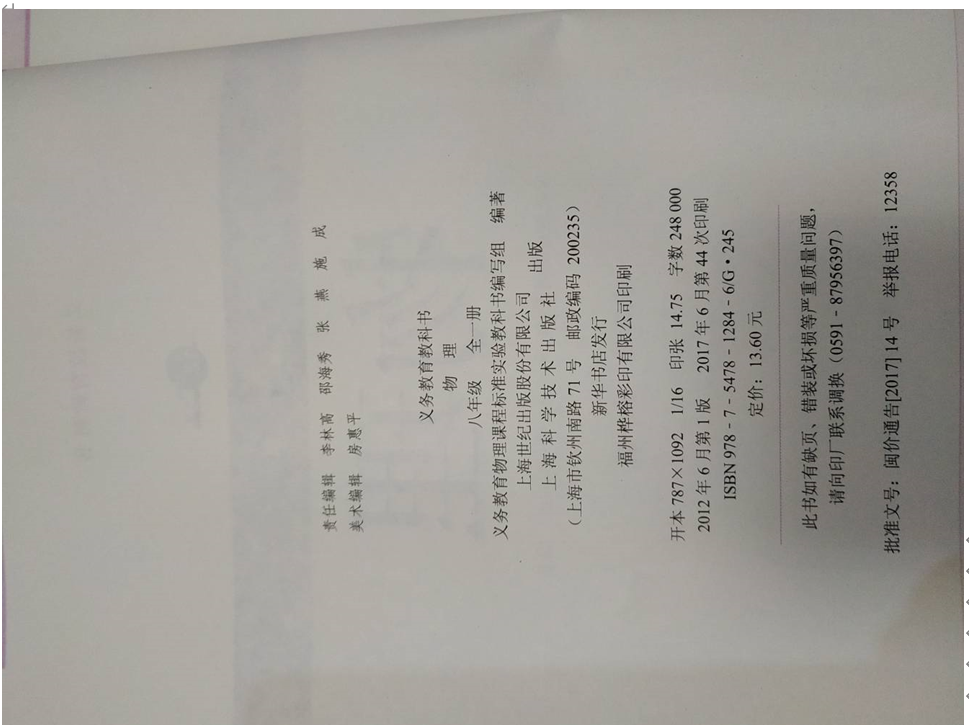 责任编辑 李林高 邵海秀 张 燕 施 成
美术编辑 房惠平
义务教育教科书
物 理
八年级 全一册
义务教育物理课程标准实验教科书编写组 编著
上海世纪出版股份有限公司
上 海 科 学 技 术 出 版 社 出版
（上海市钦州南路 71 号 邮政编码 200235）
新华书店发行
福州桦榕彩印有限公司印刷
开本 787×1092 1/16 印张 14.75 字数 248 000
2012 年 6 月第 1 版 2017 年 6 月第 44 次印刷
ISBN 978-7-5478-1284-6/G·245
定价：13.60 元
此书如有缺页、错装或坏损等严重质量问题，
请向印厂联系调换（0591-87956397）
批准文号：闽价通告[2017]14 号 举报电话：12358